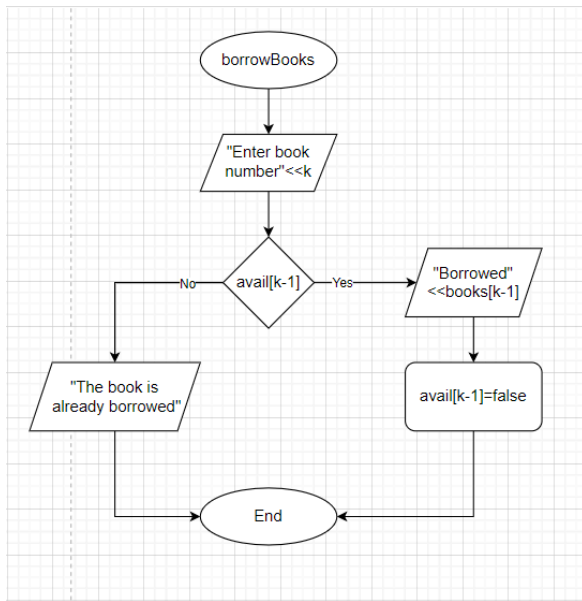 borrowBooks
"Enter book
number"<<k
avail[k-1]
No
Yes
"Borrowed"
<<books[k-1]
"The book is
already borrowed"
avail[k-1]=false
End